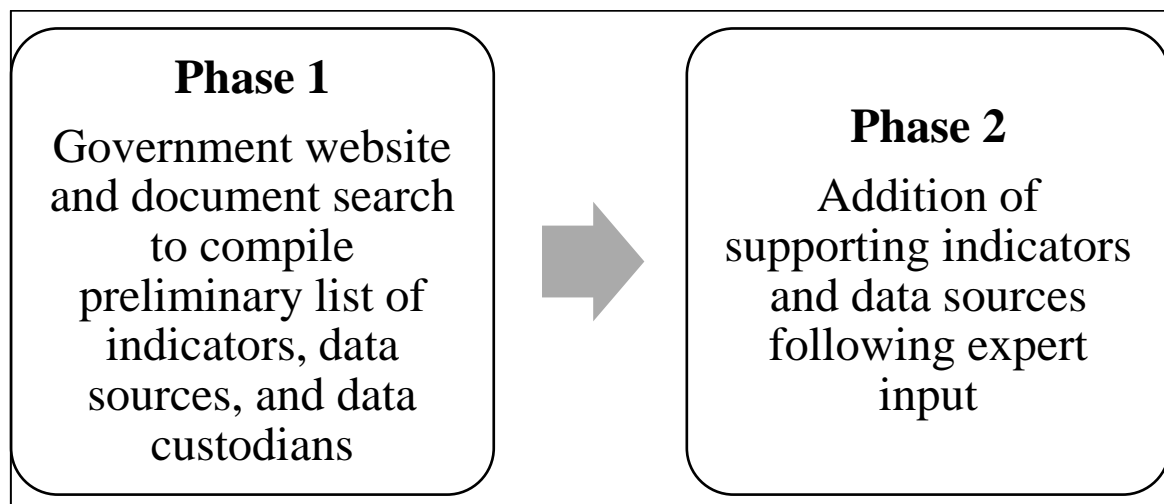 Phase 1
Government website
and document search
to compile
preliminary list of
indicators, data
sources, and data
custodians
Phase 2
Addition of
supporting indicators
and data sources
following expert
input